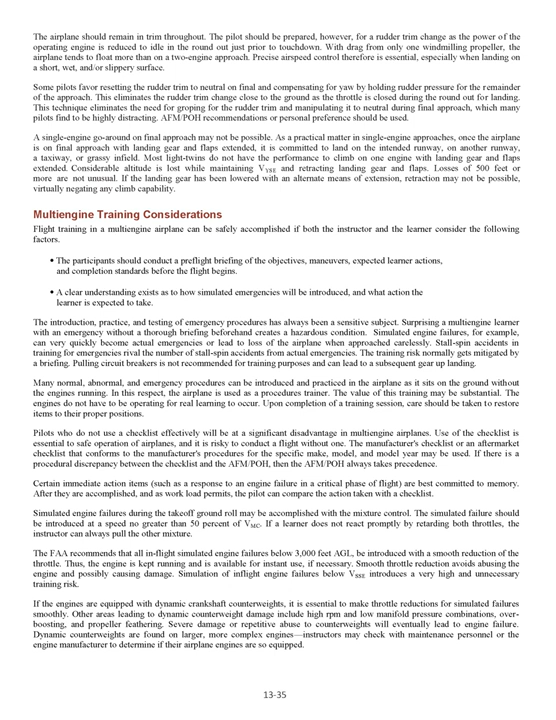 The airplane should remain in trim throughout. The pilot should be prepared, however, for a rudder trim change as the power of the
operating engine is reduced to idle in the round out just prior to touchdown. With drag from only one windmilling propeller, the
airplane tends to float more than on a two-engine approach. Precise airspeed control therefore is essential, especially when landing on
a short, wet, and/or slippery surface.
Some pilots favor resetting the rudder trim to neutral on final and compensating for yaw by holding rudder pressure for the remainder
of the approach. This eliminates the rudder trim change close to the ground as the throttle is closed during the round out for landing.
This technique eliminates the need for groping for the rudder trim and manipulating it to neutral during final approach, which many
pilots find to be highly distracting. AFM/POH recommendations or personal preference should be used.
A single-engine go-around on final approach may not be possible. As a practical matter in single-engine approaches, once the airplane
is on final approach with landing gear and flaps extended, it is committed to land on the intended runway, on another runway,
a taxiway, or grassy infield. Most light-twins do not have the performance to climb on one engine with landing gear and flaps
extended. Considerable altitude is lost while maintaining VYSE and retracting landing gear and flaps. Losses of 500 feet or
more are not unusual. If the landing gear has been lowered with an alternate means of extension, retraction may not be possible,
virtually negating any climb capability.
Multiengine Training Considerations
Flight training in a multiengine airplane can be safely accomplished if both the instructor and the learner consider the following
factors.
• The participants should conduct a preflight briefing of the objectives, maneuvers, expected learner actions,
and completion standards before the flight begins.
• A clear understanding exists as to how simulated emergencies will be introduced, and what action the
learner is expected to take.
The introduction, practice, and testing of emergency procedures has always been a sensitive subject. Surprising a multiengine learner
with an emergency without a thorough briefing beforehand creates a hazardous condition. Simulated engine failures, for example,
can very quickly become actual emergencies or lead to loss of the airplane when approached carelessly. Stall-spin accidents in
training for emergencies rival the number of stall-spin accidents from actual emergencies. The training risk normally gets mitigated by
a briefing. Pulling circuit breakers is not recommended for training purposes and can lead to a subsequent gear up landing.
Many normal, abnormal, and emergency procedures can be introduced and practiced in the airplane as it sits on the ground without
the engines running. In this respect, the airplane is used as a procedures trainer. The value of this training may be substantial. The
engines do not have to be operating for real learning to occur. Upon completion of a training session, care should be taken to restore
items to their proper positions.
Pilots who do not use a checklist effectively will be at a significant disadvantage in multiengine airplanes. Use of the checklist is
essential to safe operation of airplanes, and it is risky to conduct a flight without one. The manufacturer's checklist or an aftermarket
checklist that conforms to the manufacturer's procedures for the specific make, model, and model year may be used. If there is a
procedural discrepancy between the checklist and the AFM/POH, then the AFM/POH always takes precedence.
Certain immediate action items (such as a response to an engine failure in a critical phase of flight) are best committed to memory.
After they are accomplished, and as work load permits, the pilot can compare the action taken with a checklist.
Simulated engine failures during the takeoff ground roll may be accomplished with the mixture control. The simulated failure should
be introduced at a speed no greater than 50 percent of VMC. If a learner does not react promptly by retarding both throttles, the
instructor can always pull the other mixture.
The FAA recommends that all in-flight simulated engine failures below 3,000 feet AGL, be introduced with a smooth reduction of the
throttle. Thus, the engine is kept running and is available for instant use, if necessary. Smooth throttle reduction avoids abusing the
engine and possibly causing damage. Simulation of inflight engine failures below VSSE introduces a very high and unnecessary
training risk.
If the engines are equipped with dynamic crankshaft counterweights, it is essential to make throttle reductions for simulated failures
smoothly. Other areas leading to dynamic counterweight damage include high rpm and low manifold pressure combinations, over-
boosting, and propeller feathering. Severe damage or repetitive abuse to counterweights will eventually lead to engine failure.
Dynamic counterweights are found on larger, more complex engines—instructors may check with maintenance personnel or the
engine manufacturer to determine if their airplane engines are so equipped.
13-35